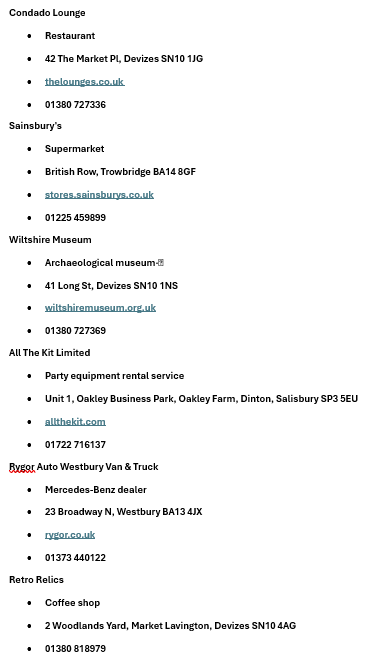 Condado Lounge
• Restaurant
• 42 The Market Pl, Devizes SN10 1JG
• thelounges.co.uk
• 01380 727336
Sainsbury's
• Supermarket
• British Row, Trowbridge BA14 8GF
• stores.sainsburys.co.uk
• 01225 459899
Wiltshire Museum
• Archaeological museum·
• 41 Long St, Devizes SN10 1NS
• wiltshiremuseum.org.uk
• 01380 727369
All The Kit Limited
• Party equipment rental service
• Unit 1, Oakley Business Park, Oakley Farm, Dinton, Salisbury SP3 5EU
• allthekit.com
• 01722 716137
Rygor Auto Westbury Van & Truck
• Mercedes-Benz dealer
• 23 Broadway N, Westbury BA13 4JX
• rygor.co.uk
• 01373 440122
Retro Relics
• Coffee shop
• 2 Woodlands Yard, Market Lavington, Devizes SN10 4AG
• 01380 818979